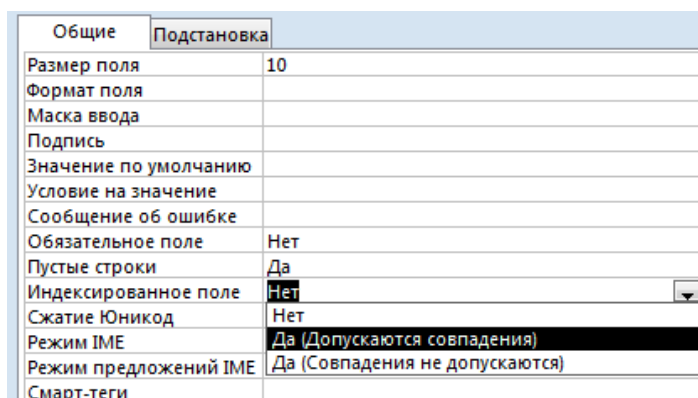 Общие Подстановка
Размер поля 10
Формат поля
Маска ввода
Подпись
Значение по умолчанию
Условие на значение
Сообщение об ошибке
Обязательное поле Нет
Пустые строки Да
Индексированное поле Нет
Сжатие Юникод Нет
Режим IME Да (Допускаются совпадения)
Режим предложений IME Да (Совпадения не допускаются)
Смарт-теги